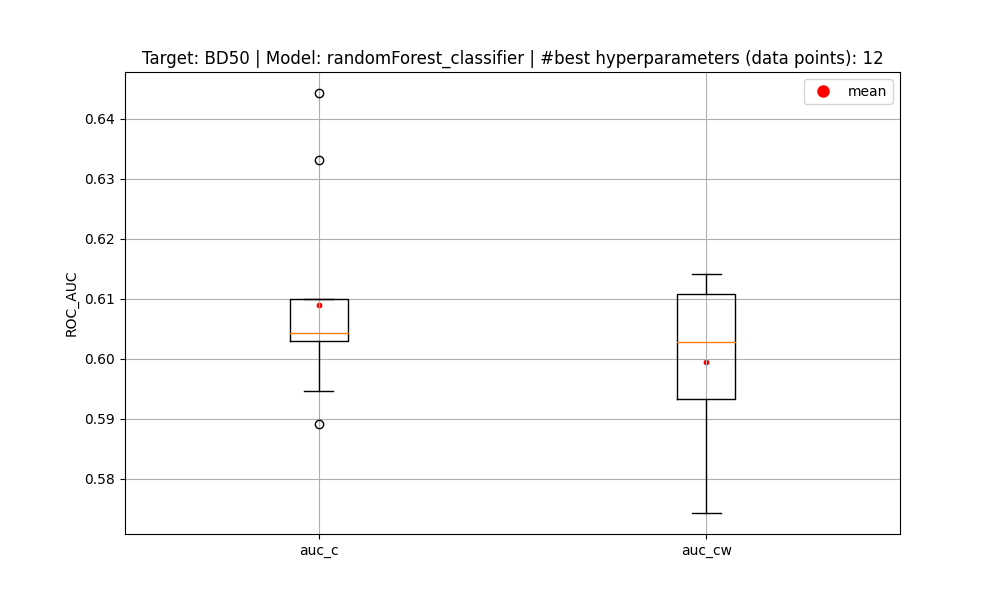 Target: BD50 | Model: randomForest_classifier | #best hyperparameters (data points): 12
mean
0.64
0.63
0.62
0.61
0.60
0.59
0.58
ROC_AUC
auc_c
auc_cw